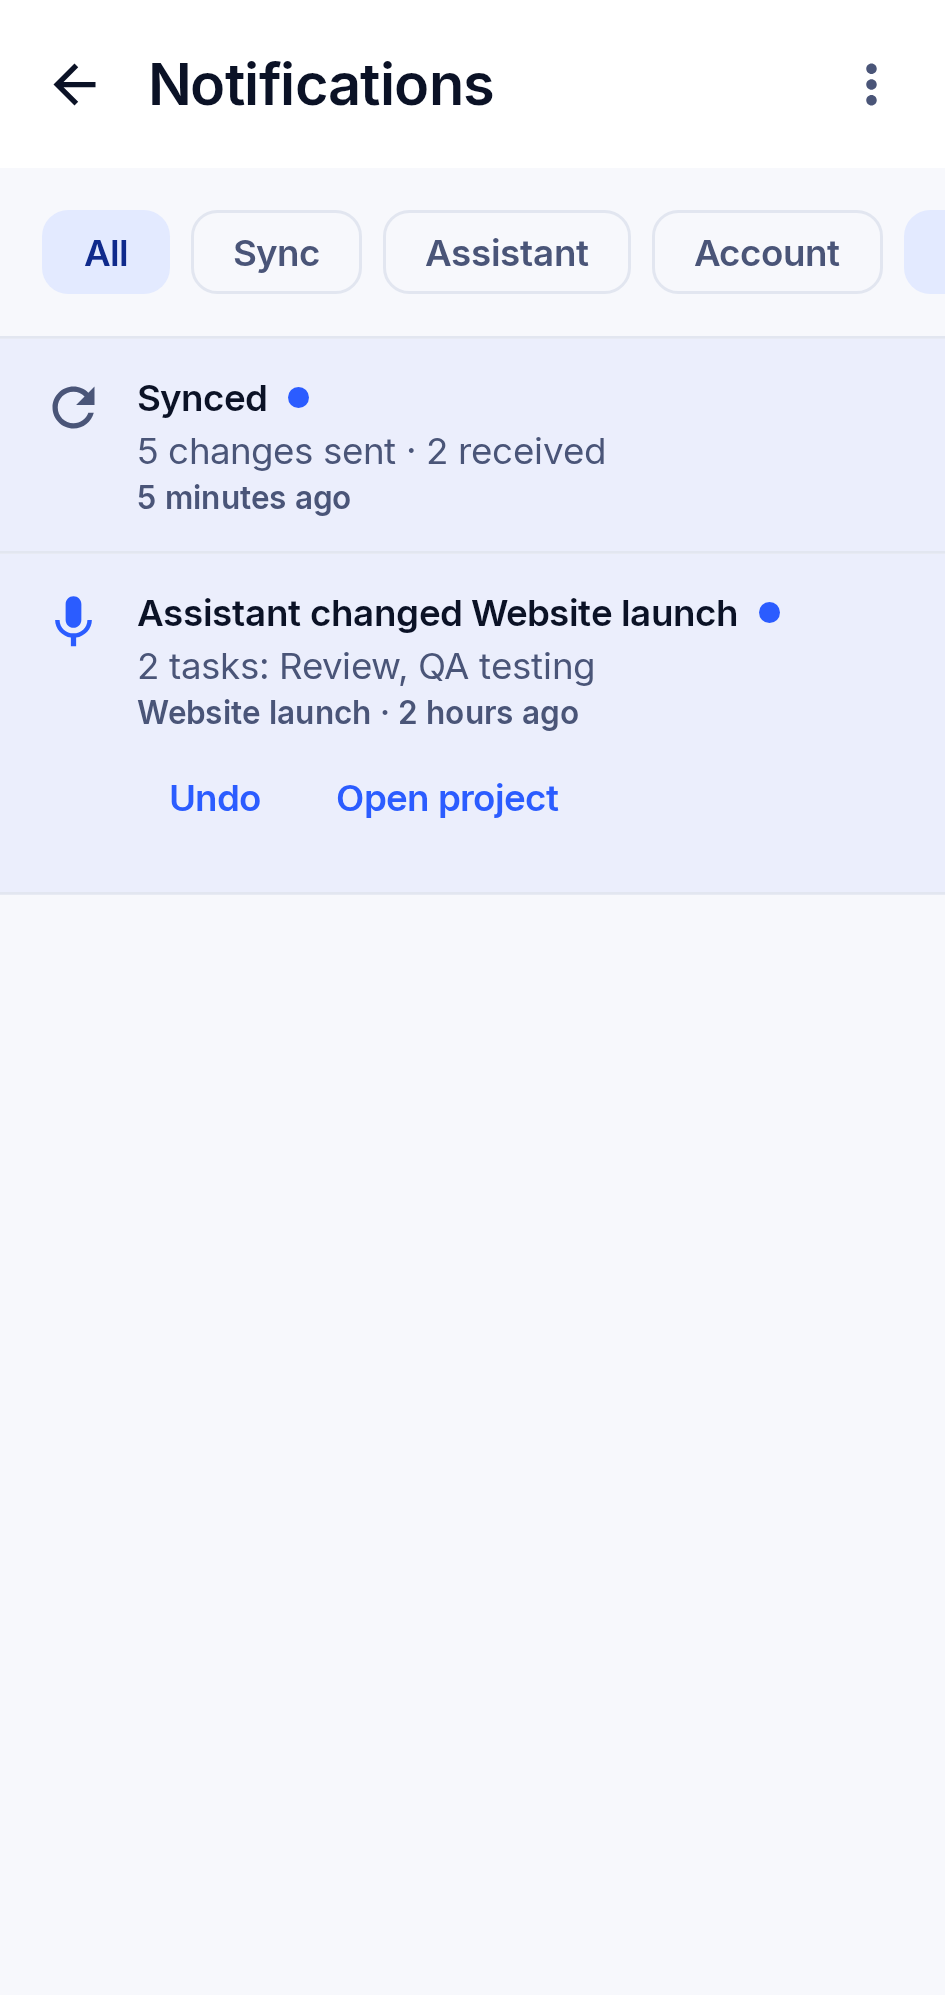 Notifications
All
Sync
Assistant
Account
Synced
5 changes sent · 2 received
5 minutes ago
Assistant changed Website launch
2 tasks: Review, QA testing
Website launch · 2 hours ago
Undo
Open project